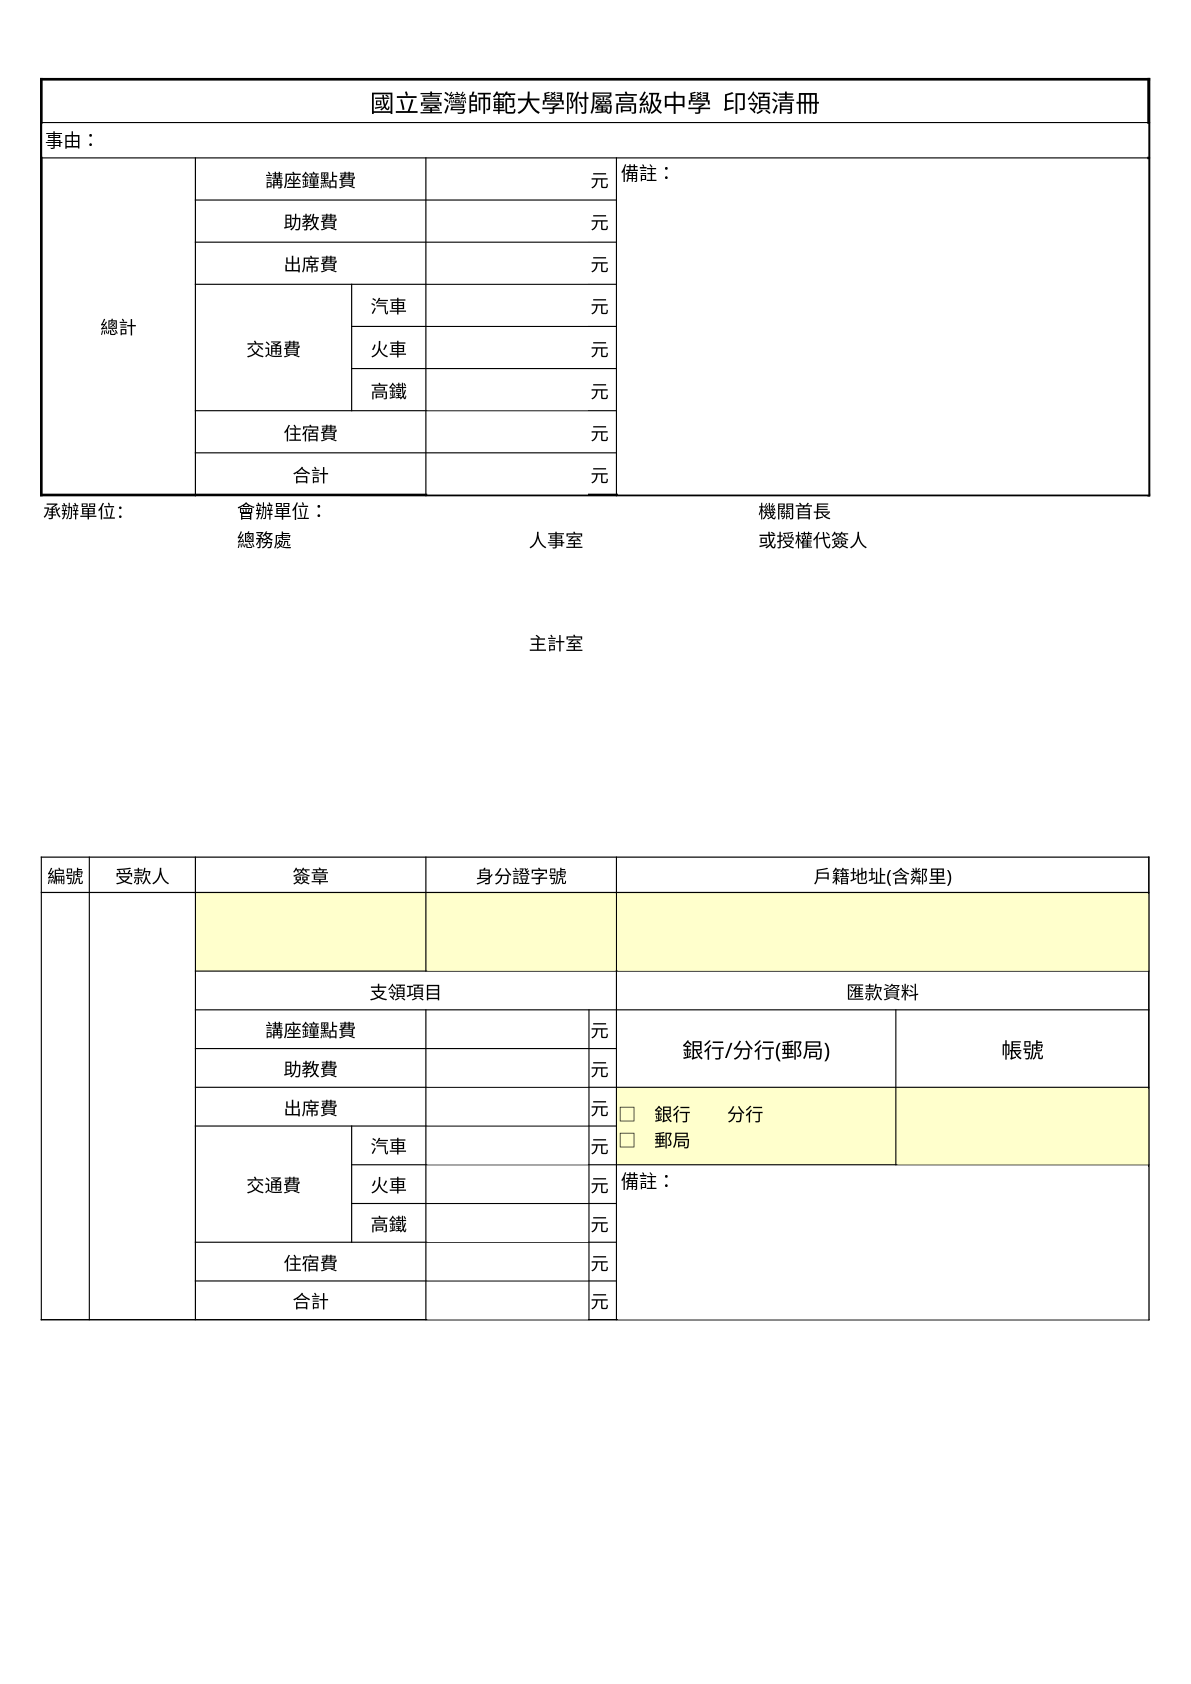 國立臺灣師範大學附屬高級中學 印領清冊
事由：
總計
講座鐘點費 元
備註：
助教費 元
出席費 元
交通費
汽車 元
火車 元
高鐵 元
住宿費 元
合計 元
承辦單位: 會辦單位： 機關首長
總務處 人事室 或授權代簽人
主計室
編號 受款人 簽章 身分證字號 戶籍地址(含鄰里)
支領項目 匯款資料
講座鐘點費 元
銀行/分行(郵局) 帳號
助教費 元
出席費 元
□ 銀行 分行
□ 郵局
交通費
汽車 元
火車 元
備註：
高鐵 元
住宿費 元
合計 元